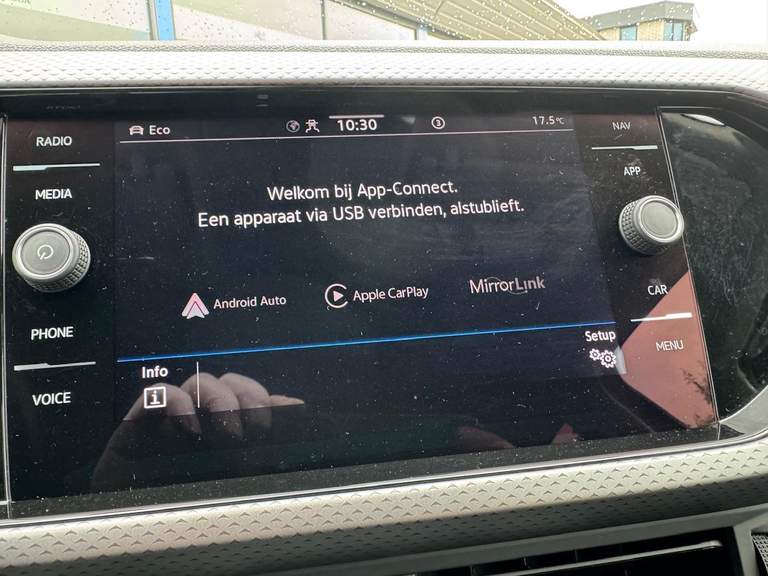 RADIO
MEDIA
PHONE
VOICE
Eco
10:30
3
17.5°C
Welkom bij App-Connect.
Een apparaat via USB verbinden, alstublieft.
Android Auto
Apple CarPlay
MirrorLink
Info
i
Setup
NAV
APP
CAR
MENU